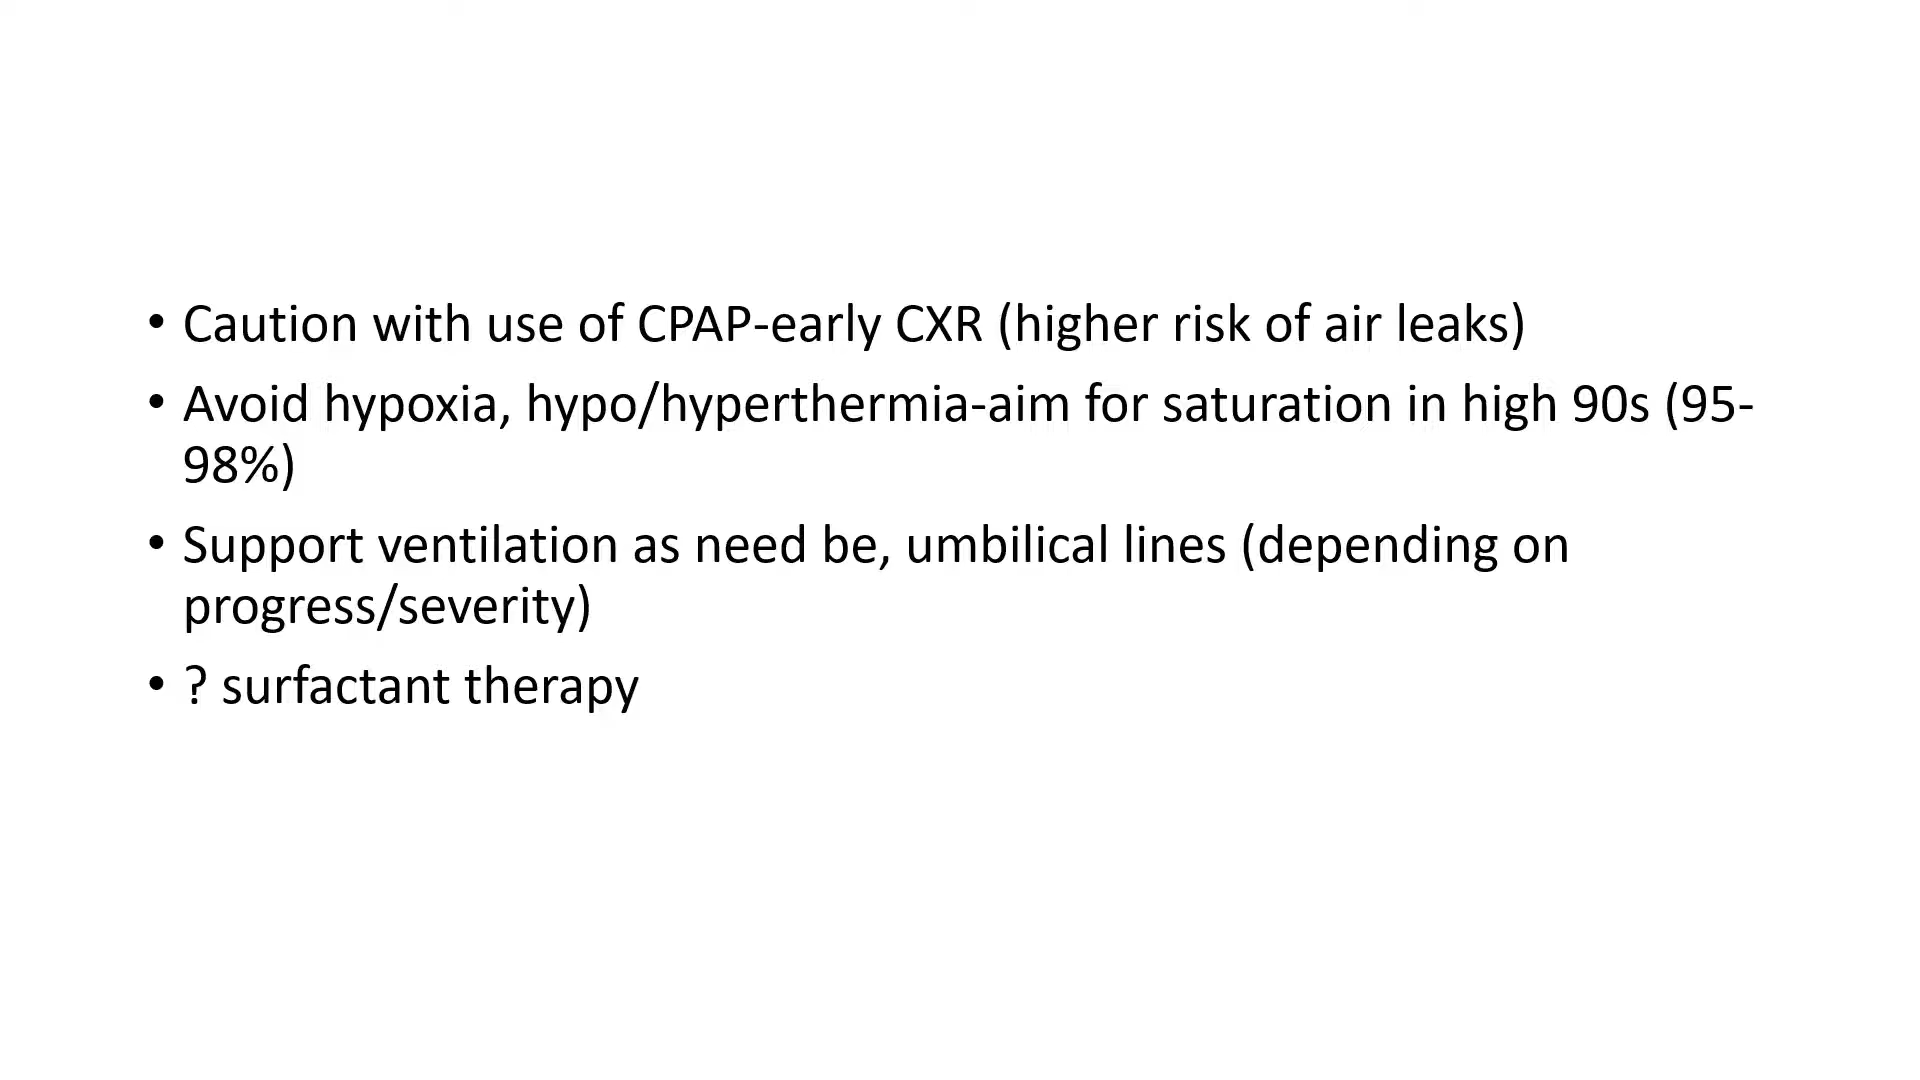 • Caution with use of CPAP-early CXR (higher risk of air leaks)
• Avoid hypoxia, hypo/hyperthermia-aim for saturation in high 90s (95-
98%)
• Support ventilation as need be, umbilical lines (depending on
progress/severity)
• ? surfactant therapy